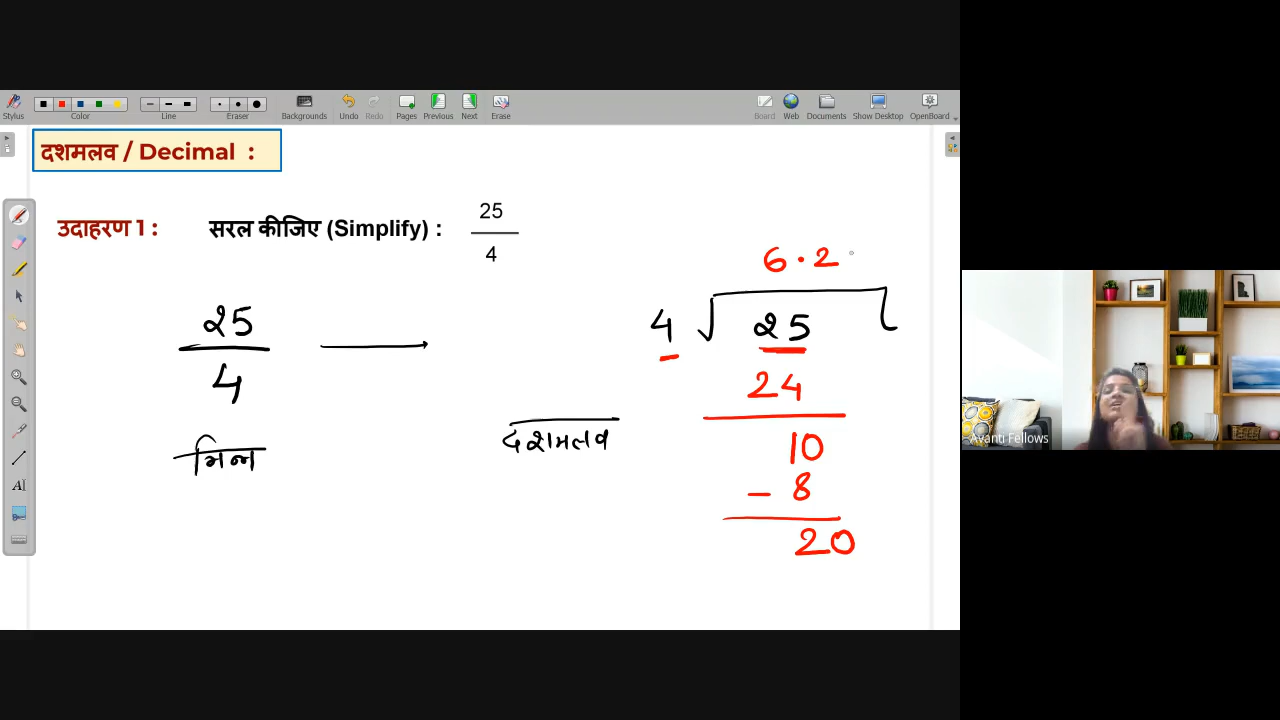 Stylus
Color
Line
Eraser
Backgrounds
Undo
Redo
Pages
Previous
Next
Erase
Board
Web
Documents
Show Desktop
OpenBoard
दशमलव / Decimal :
उदाहरण 1 :
सरल कीजिए (Simplify) :
25
4
25
4
भिन्न
दशमलव
6.2
4
25
24
10
- 8
20
Avanti Fellows